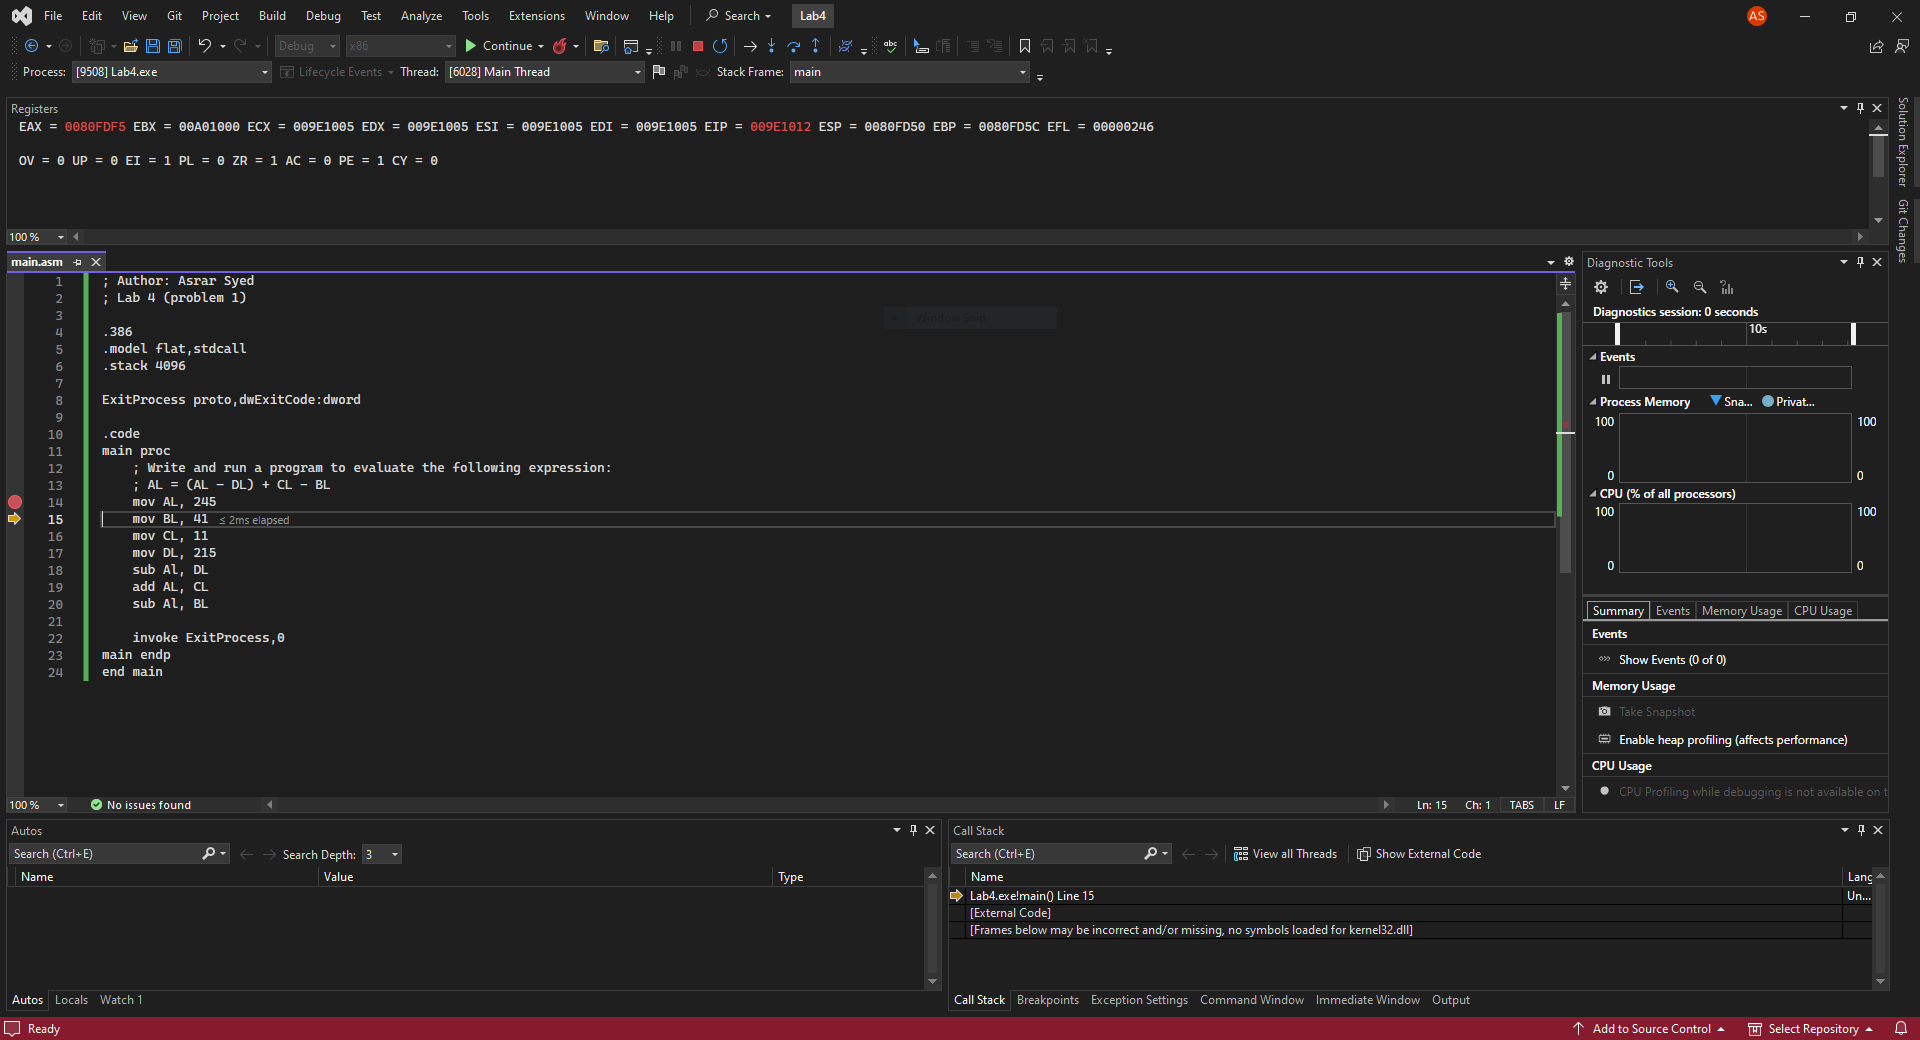 File Edit View Git Project Build Debug Test Analyze Tools Extensions Window Help Search Lab4 AS
Debug x86 Continue abc
Process: [9508] Lab4.exe Lifecycle Events Thread: [6028] Main Thread Stack Frame: main
Registers
EAX = 0080FDF5 EBX = 00A01000 ECX = 009E1005 EDX = 009E1005 ESI = 009E1005 EDI = 009E1005 EIP = 009E1012 ESP = 0080FD50 EBP = 0080FD5C EFL = 00000246
OV = 0 UP = 0 EI = 1 PL = 0 ZR = 1 AC = 0 PE = 1 CY = 0
100 %
Solution Explorer
Git Changes
main.asm
1 ; Author: Asrar Syed
2 ; Lab 4 (problem 1)
3
4 .386
5 .model flat,stdcall
6 .stack 4096
7
8 ExitProcess proto,dwExitCode:dword
9
10 .code
11 main proc
12 ; Write and run a program to evaluate the following expression:
13 ; AL = (AL - DL) + CL - BL
14 mov AL, 245
15 mov BL, 41 ≤ 2ms elapsed
16 mov CL, 11
17 mov DL, 215
18 sub Al, DL
19 add AL, CL
20 sub Al, BL
21
22 invoke ExitProcess,0
23 main endp
24 end main
Window Snip
100 % No issues found Ln: 15 Ch: 1 TABS LF
Diagnostic Tools
Diagnostics session: 0 seconds
10s
Events
Process Memory Sna... Privat...
100 100
0 0
CPU (% of all processors)
100 100
0 0
Summary Events Memory Usage CPU Usage
Events
Show Events (0 of 0)
Memory Usage
Take Snapshot
Enable heap profiling (affects performance)
CPU Usage
CPU Profiling while debugging is not available on t
Autos
Search (Ctrl+E) Search Depth: 3
Name Value Type
Autos Locals Watch 1
Call Stack
Search (Ctrl+E) View all Threads Show External Code
Name Lang
Lab4.exe!main() Line 15 Un...
[External Code]
[Frames below may be incorrect and/or missing, no symbols loaded for kernel32.dll]
Call Stack Breakpoints Exception Settings Command Window Immediate Window Output
Ready Add to Source Control Select Repository